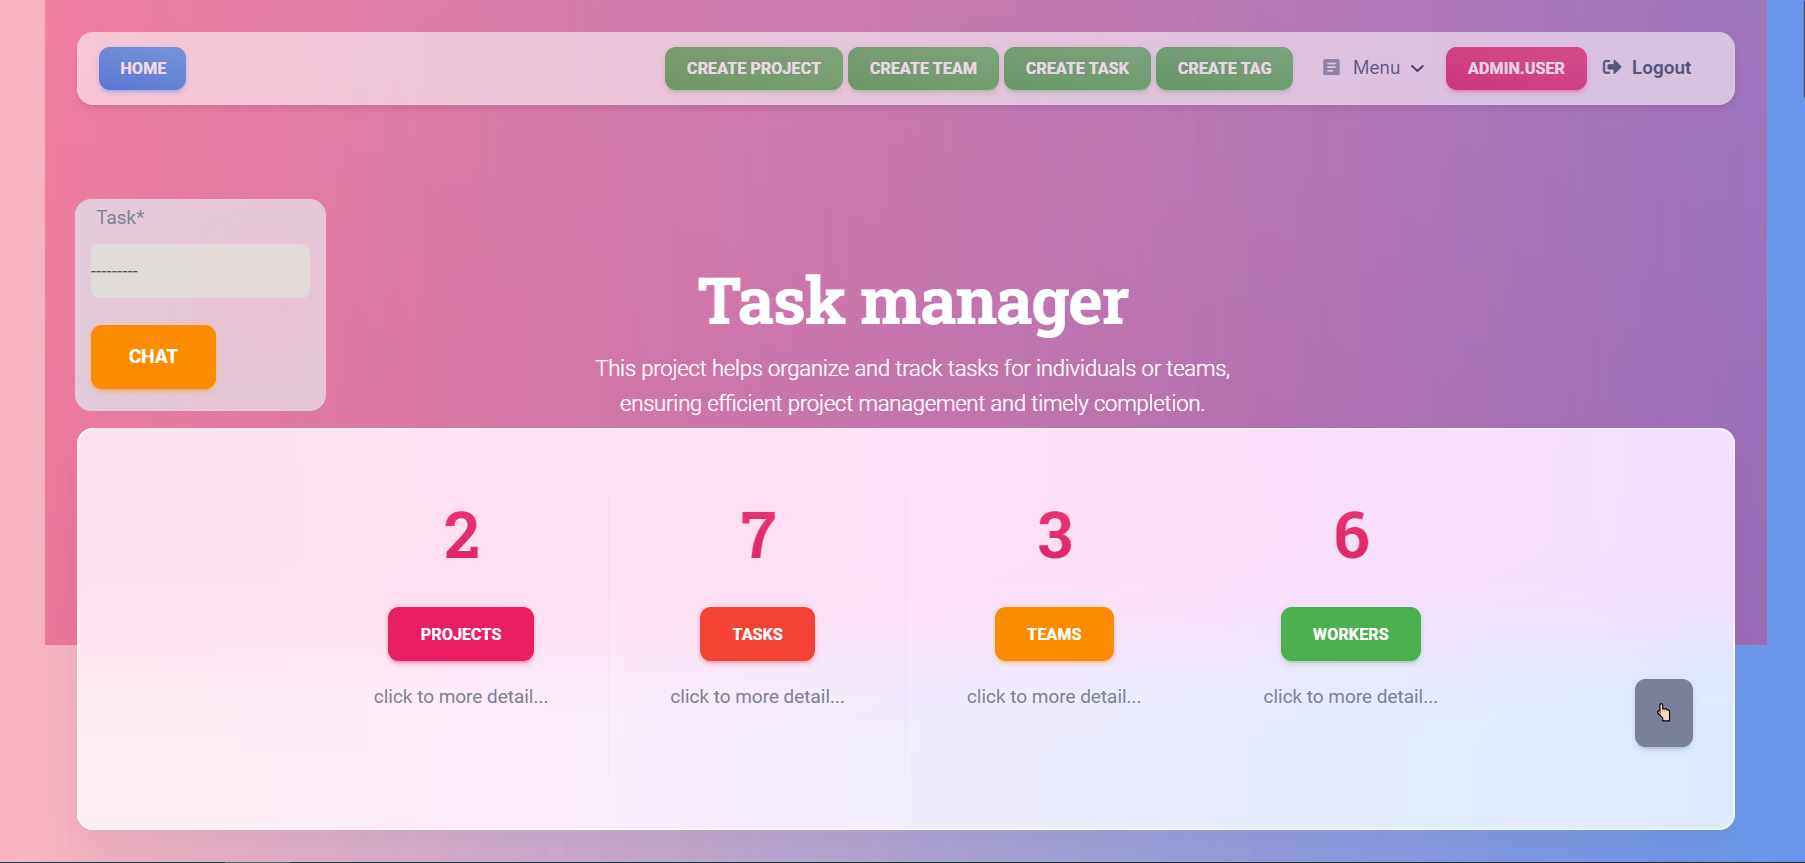 HOME
CREATE PROJECT
CREATE TEAM
CREATE TASK
CREATE TAG
Menu
ADMIN.USER
Logout
Task*
---------
CHAT
Task manager
This project helps organize and track tasks for individuals or teams,
ensuring efficient project management and timely completion.
2
7
3
6
PROJECTS
TASKS
TEAMS
WORKERS
click to more detail...
click to more detail...
click to more detail...
click to more detail...